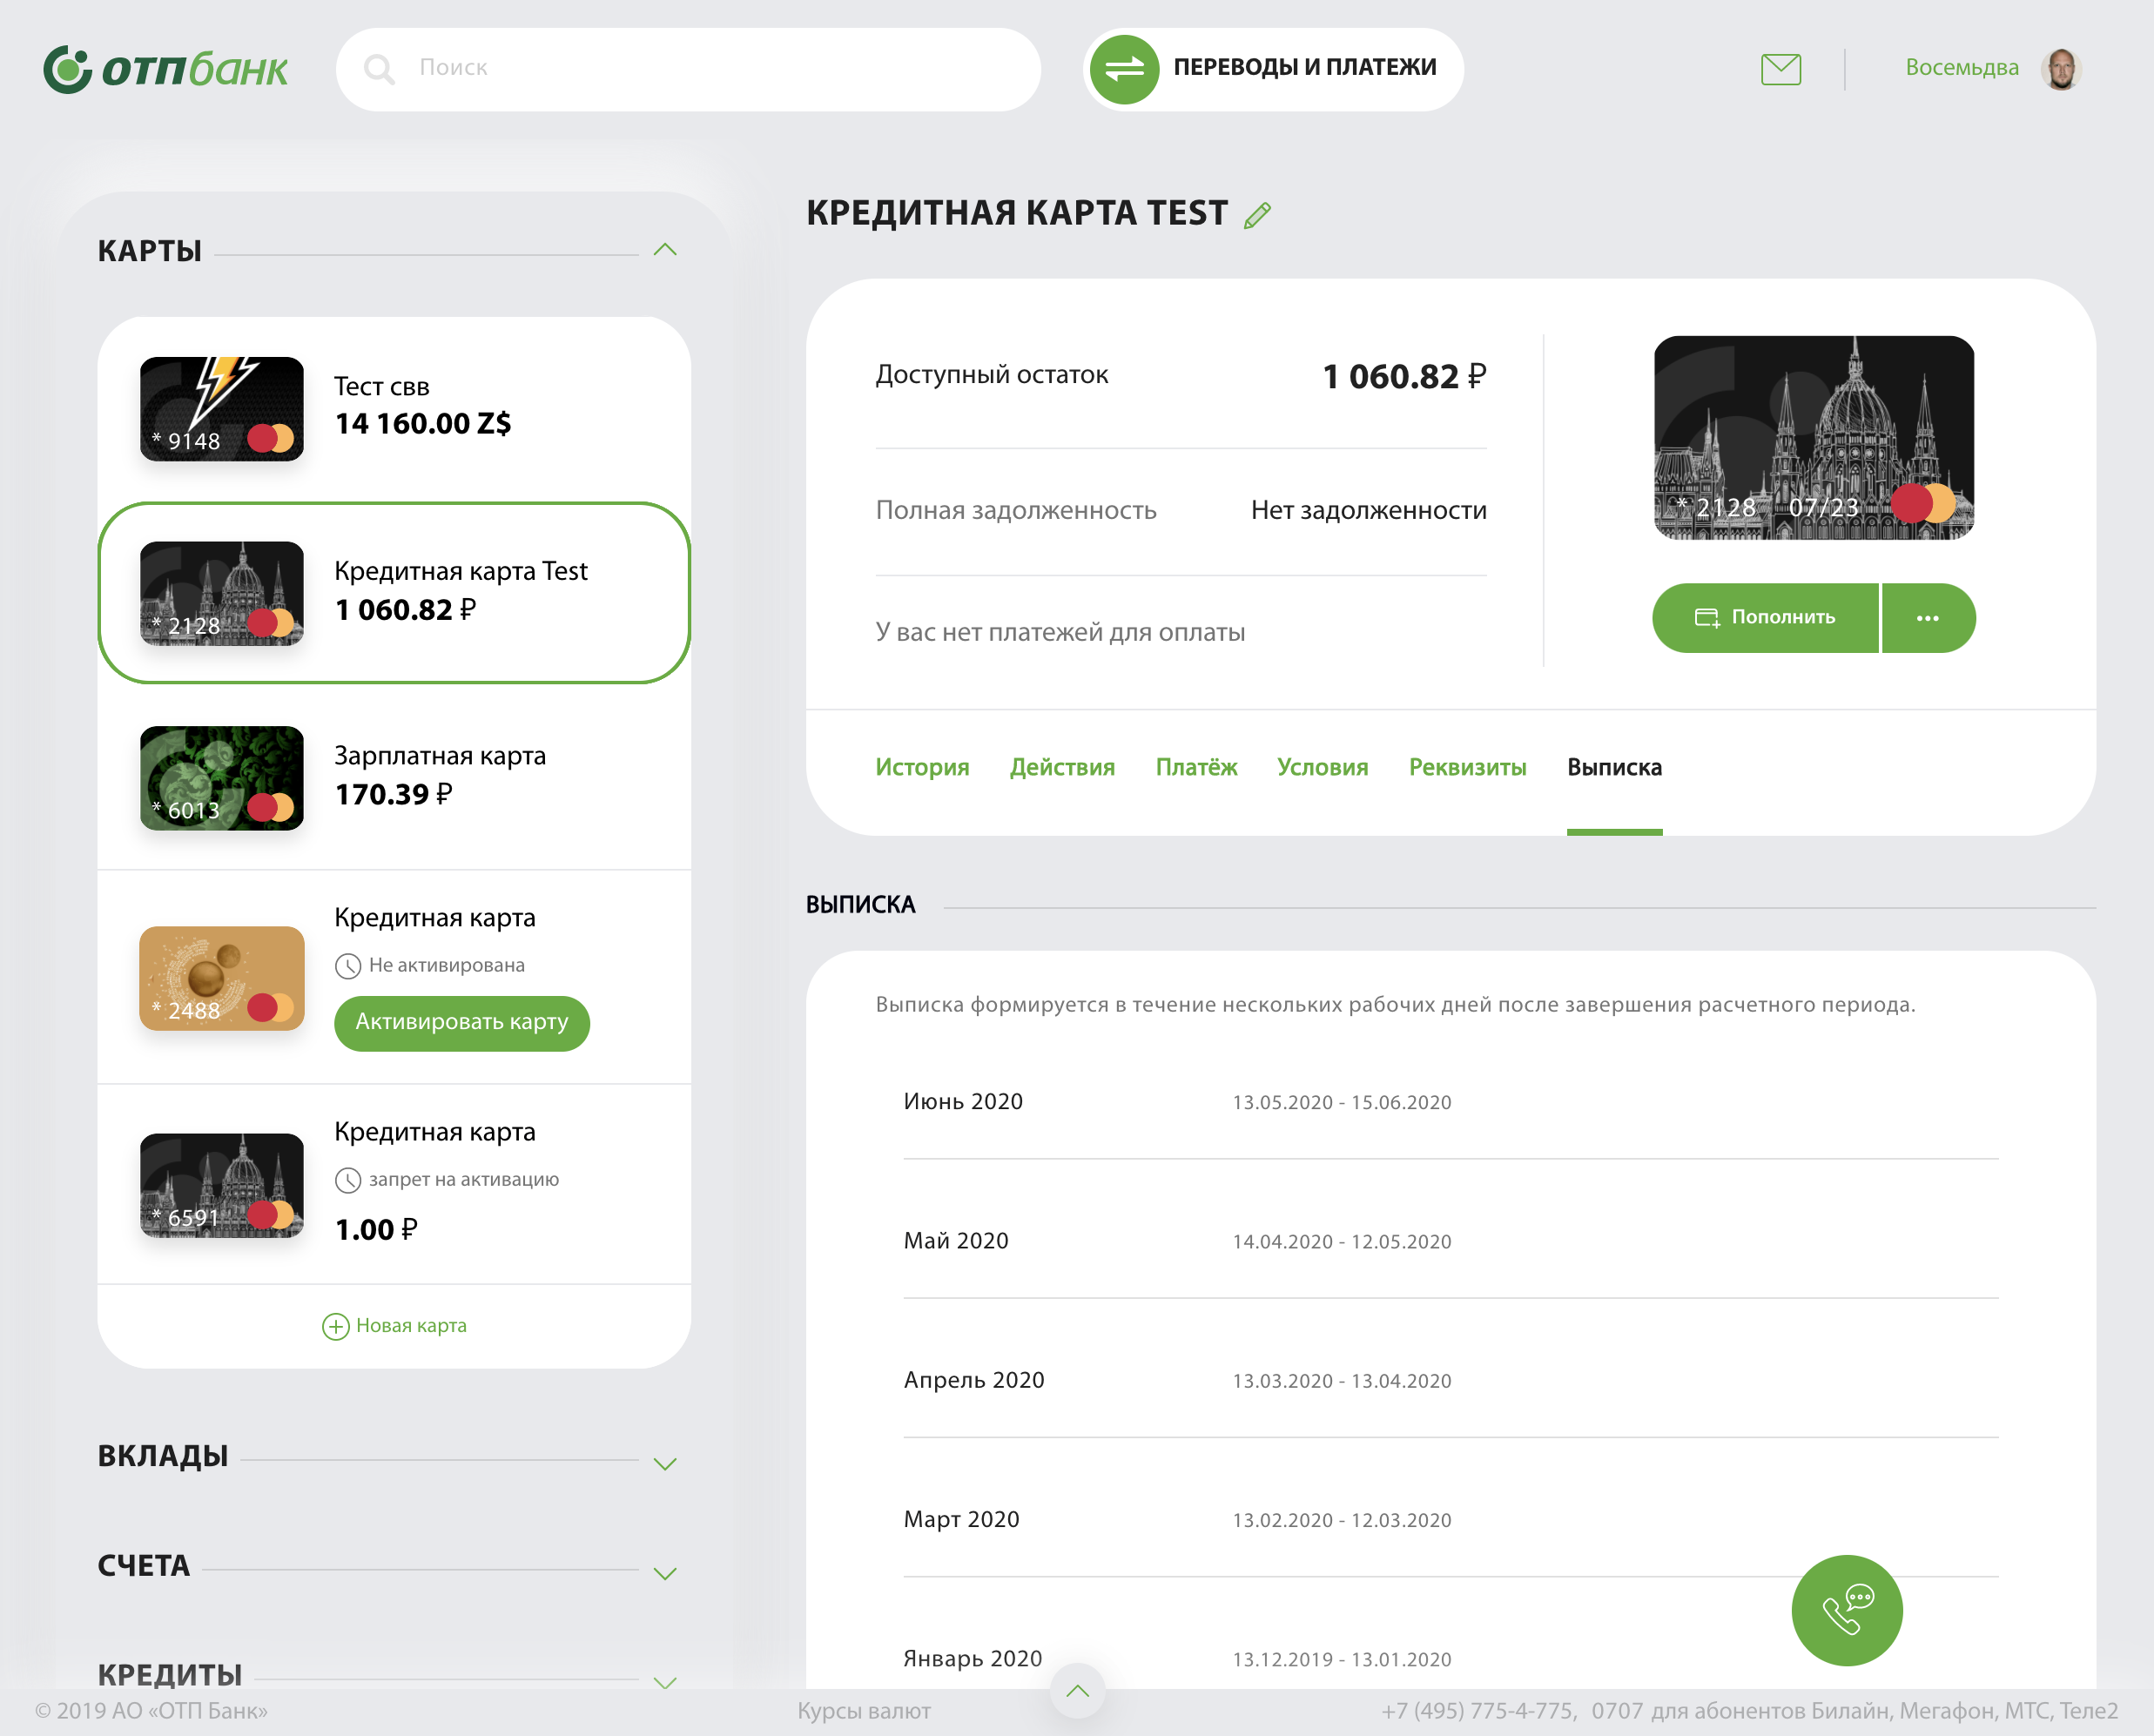 отпбанк
Поиск
ПЕРЕВОДЫ И ПЛАТЕЖИ
Восемьдва
КАРТЫ
* 9148
Тест свв
14 160.00 Z$
* 2128
Кредитная карта Test
1 060.82 ₽
* 6013
Зарплатная карта
170.39 ₽
* 2488
Кредитная карта
Не активирована
Активировать карту
* 6591
Кредитная карта
запрет на активацию
1.00 ₽
Новая карта
ВКЛАДЫ
СЧЕТА
КРЕДИТЫ
КРЕДИТНАЯ КАРТА TEST
Доступный остаток 1 060.82 ₽
Полная задолженность Нет задолженности
У вас нет платежей для оплаты
* 2128 07/23
Пополнить
История Действия Платёж Условия Реквизиты Выписка
ВЫПИСКА
Выписка формируется в течение нескольких рабочих дней после завершения расчетного периода.
Июнь 2020 13.05.2020 - 15.06.2020
Май 2020 14.04.2020 - 12.05.2020
Апрель 2020 13.03.2020 - 13.04.2020
Март 2020 13.02.2020 - 12.03.2020
Январь 2020 13.12.2019 - 13.01.2020
© 2019 АО «ОТП Банк»
Курсы валют
+7 (495) 775-4-775, 0707 для абонентов Билайн, Мегафон, МТС, Теле2